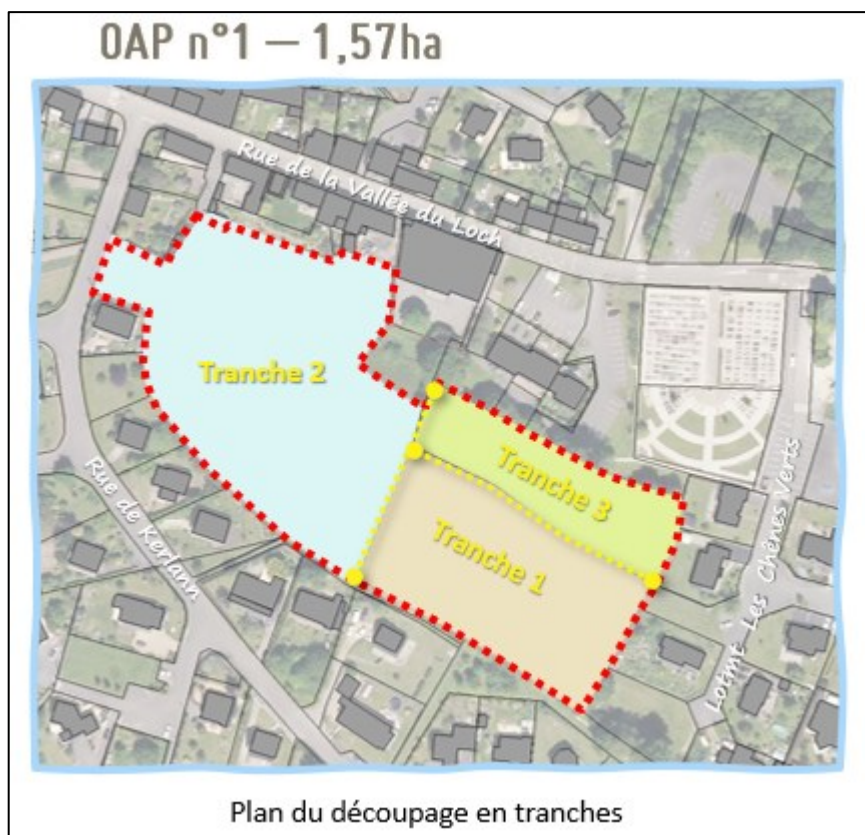 OAP n°1 — 1,57ha
Rue de la Vallée du Loch
Tranche 2
Tranche 3
Tranche 1
Rue de Kerlann
Lotmt Les Chênes Verts
Plan du découpage en tranches